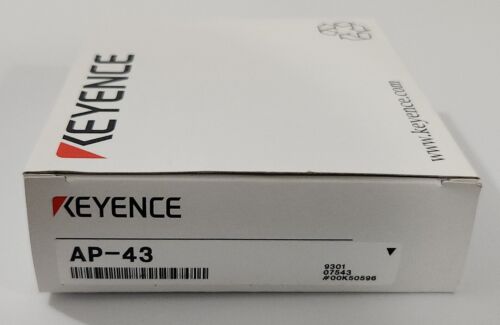 KEYENCE
www.keyence.com
KEYENCE
AP-43
9301
07543
#00K50596